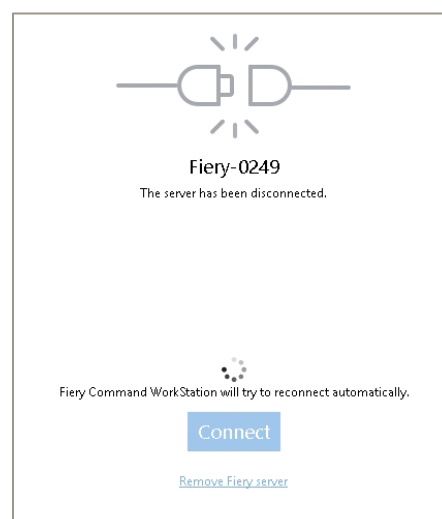 Fiery-0249
The server has been disconnected.
Fiery Command WorkStation will try to reconnect automatically.
Connect
Remove Fiery server